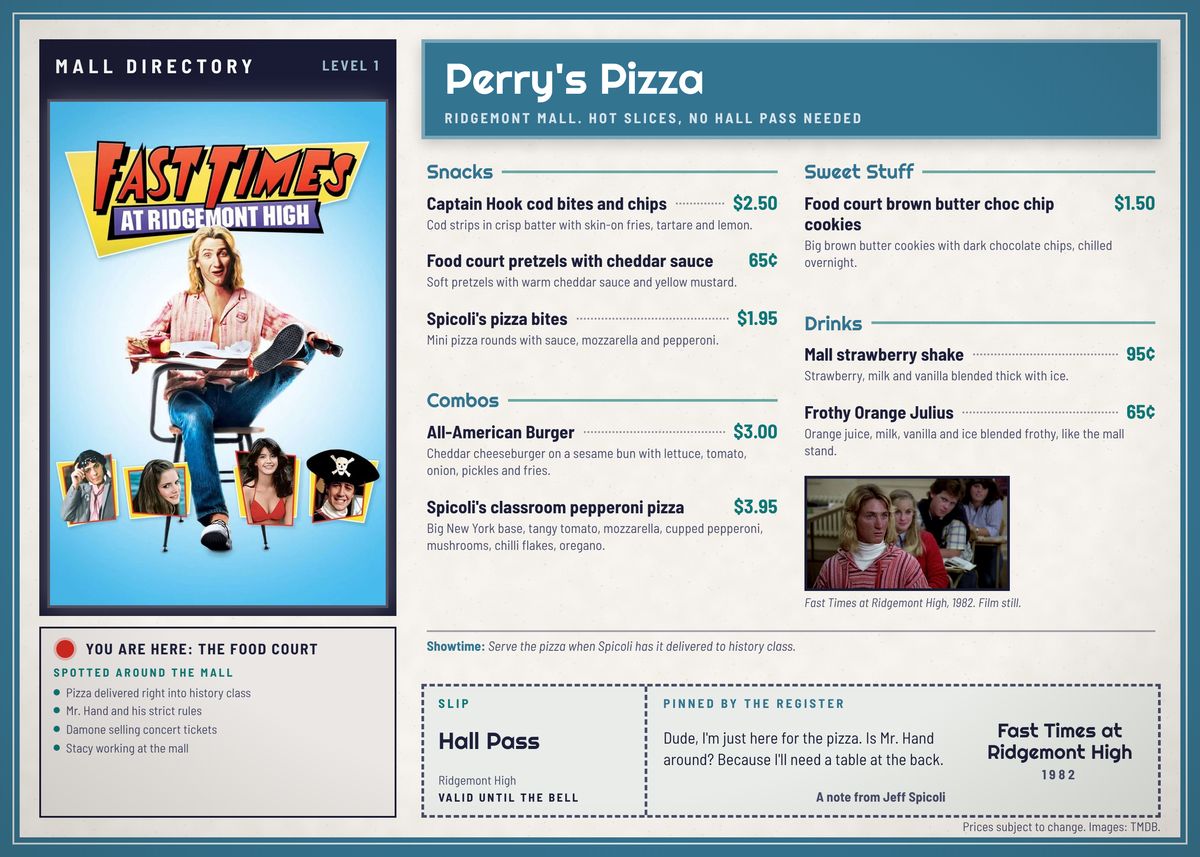 MALL DIRECTORY
LEVEL 1
FAST TIMES
AT RIDGEMONT HIGH
YOU ARE HERE: THE FOOD COURT
SPOTTED AROUND THE MALL
Pizza delivered right into history class
Mr. Hand and his strict rules
Damone selling concert tickets
Stacy working at the mall
Perry's Pizza
RIDGEMONT MALL. HOT SLICES, NO HALL PASS NEEDED
Snacks
Captain Hook cod bites and chips $2.50
Cod strips in crisp batter with skin-on fries, tartare and lemon.
Food court pretzels with cheddar sauce 65¢
Soft pretzels with warm cheddar sauce and yellow mustard.
Spicoli's pizza bites $1.95
Mini pizza rounds with sauce, mozzarella and pepperoni.
Combos
All-American Burger $3.00
Cheddar cheeseburger on a sesame bun with lettuce, tomato,
onion, pickles and fries.
Spicoli's classroom pepperoni pizza $3.95
Big New York base, tangy tomato, mozzarella, cupped pepperoni,
mushrooms, chilli flakes, oregano.
Sweet Stuff
Food court brown butter choc chip $1.50
cookies
Big brown butter cookies with dark chocolate chips, chilled
overnight.
Drinks
Mall strawberry shake 95¢
Strawberry, milk and vanilla blended thick with ice.
Frothy Orange Julius 65¢
Orange juice, milk, vanilla and ice blended frothy, like the mall
stand.
Fast Times at Ridgemont High, 1982. Film still.
Showtime: Serve the pizza when Spicoli has it delivered to history class.
SLIP
Hall Pass
Ridgemont High
VALID UNTIL THE BELL
PINNED BY THE REGISTER
Dude, I'm just here for the pizza. Is Mr. Hand
around? Because I'll need a table at the back.
A note from Jeff Spicoli
Fast Times at
Ridgemont High
1982
Prices subject to change. Images: TMDB.